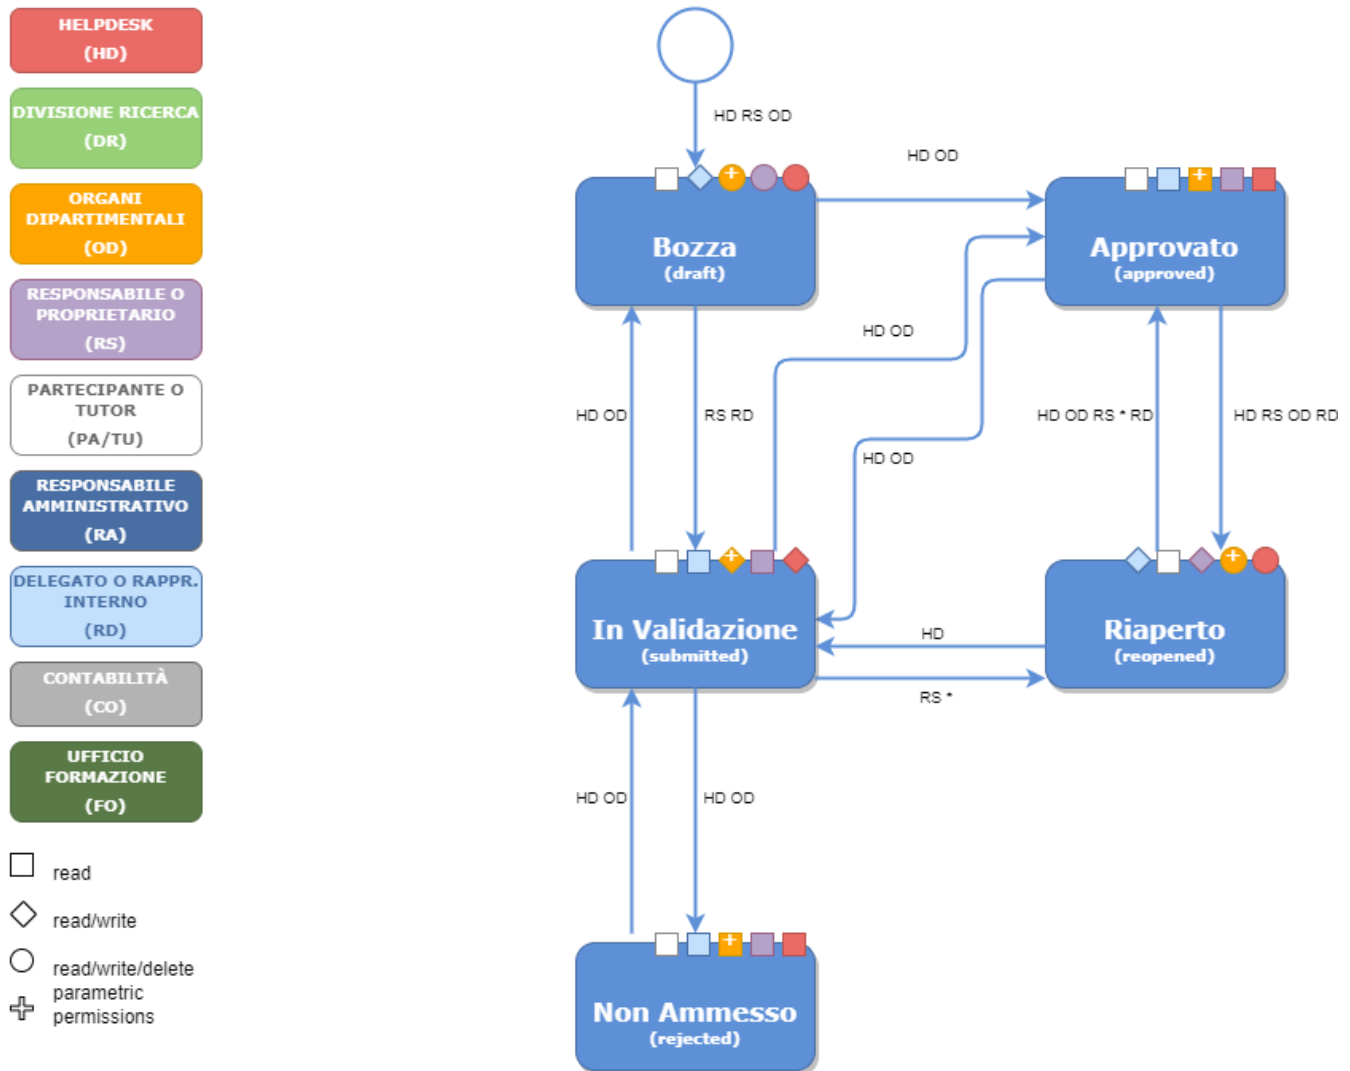 HELPDESK
(HD)
DIVISIONE RICERCA
(DR)
ORGANI
DIPARTIMENTALI
(OD)
RESPONSABILE O
PROPRIETARIO
(RS)
PARTECIPANTE O
TUTOR
(PA/TU)
RESPONSABILE
AMMINISTRATIVO
(RA)
DELEGATO O RAPPR.
INTERNO
(RD)
CONTABILITÀ
(CO)
UFFICIO
FORMAZIONE
(FO)
read
read/write
read/write/delete
parametric
permissions
HD RS OD
HD OD
Bozza
(draft)
Approvato
(approved)
HD OD
HD OD
RS RD
HD OD RS * RD
HD RS OD RD
HD OD
In Validazione
(submitted)
HD
RS *
Riaperto
(reopened)
HD OD
HD OD
Non Ammesso
(rejected)